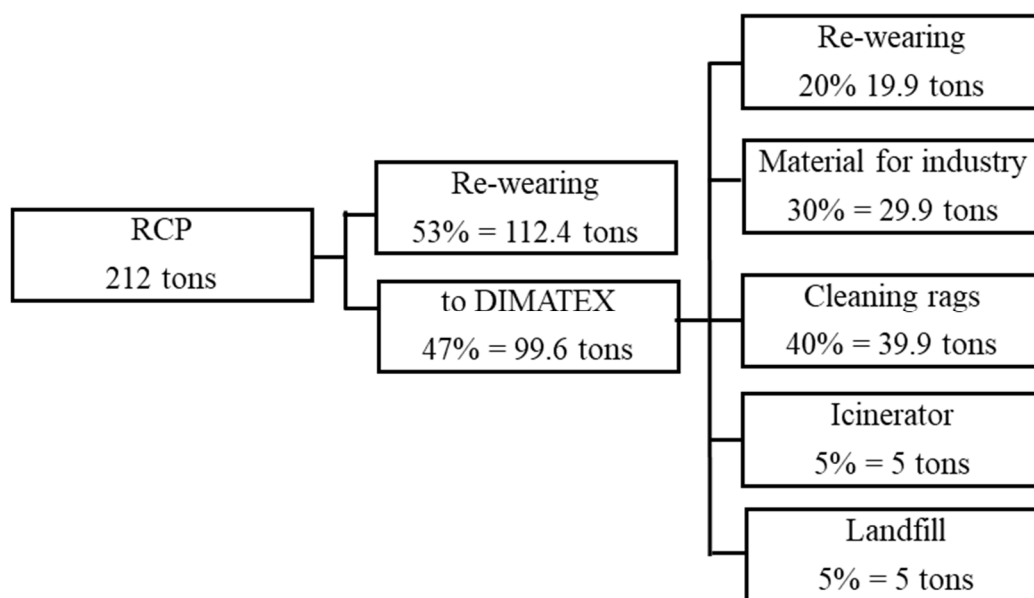 RCP
212 tons
Re-wearing
53% = 112.4 tons
to DIMATEX
47% = 99.6 tons
Re-wearing
20% 19.9 tons
Material for industry
30% = 29.9 tons
Cleaning rags
40% = 39.9 tons
Icinerator
5% = 5 tons
Landfill
5% = 5 tons